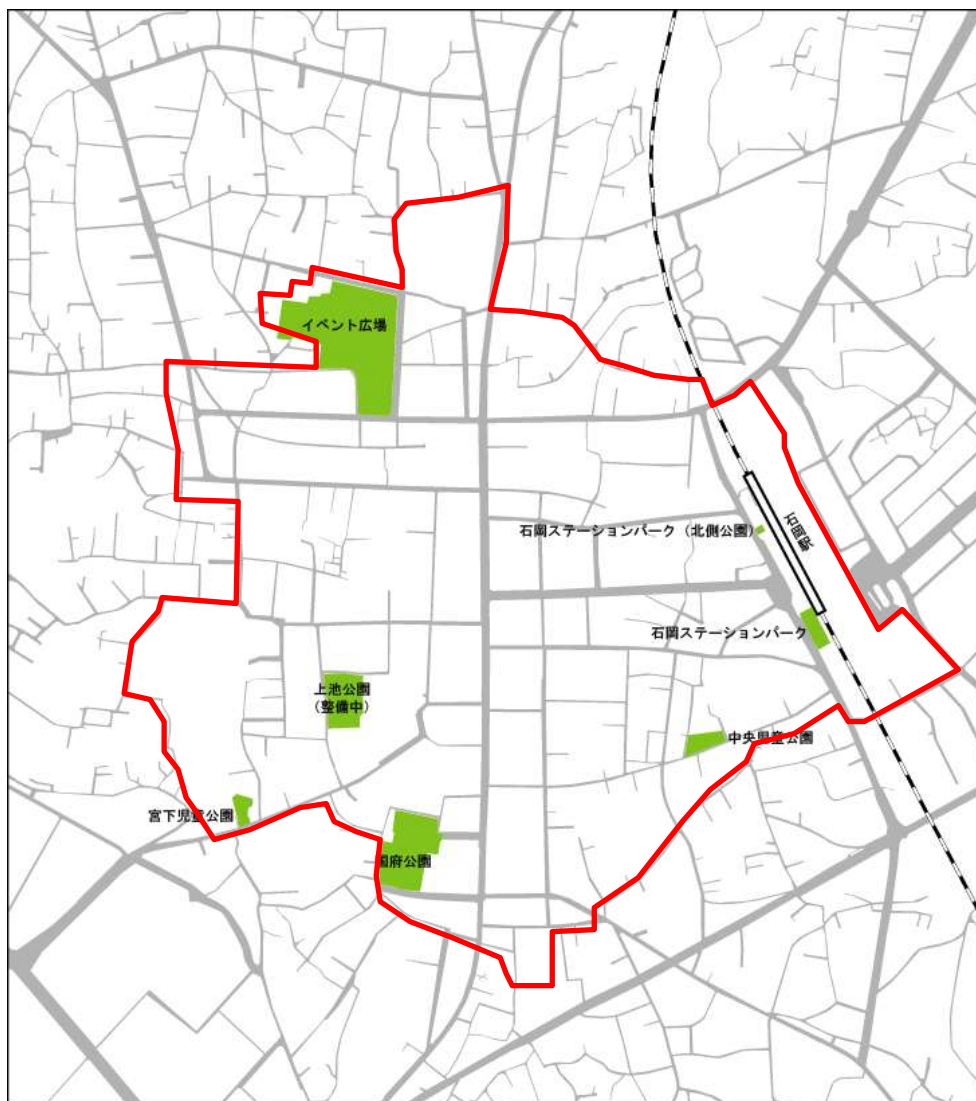 イベント広場
石岡ステーションパーク（北側公園）
石岡駅
石岡ステーションパーク
上池公園
（整備中）
中央児童公園
宮下児童公園
国府公園